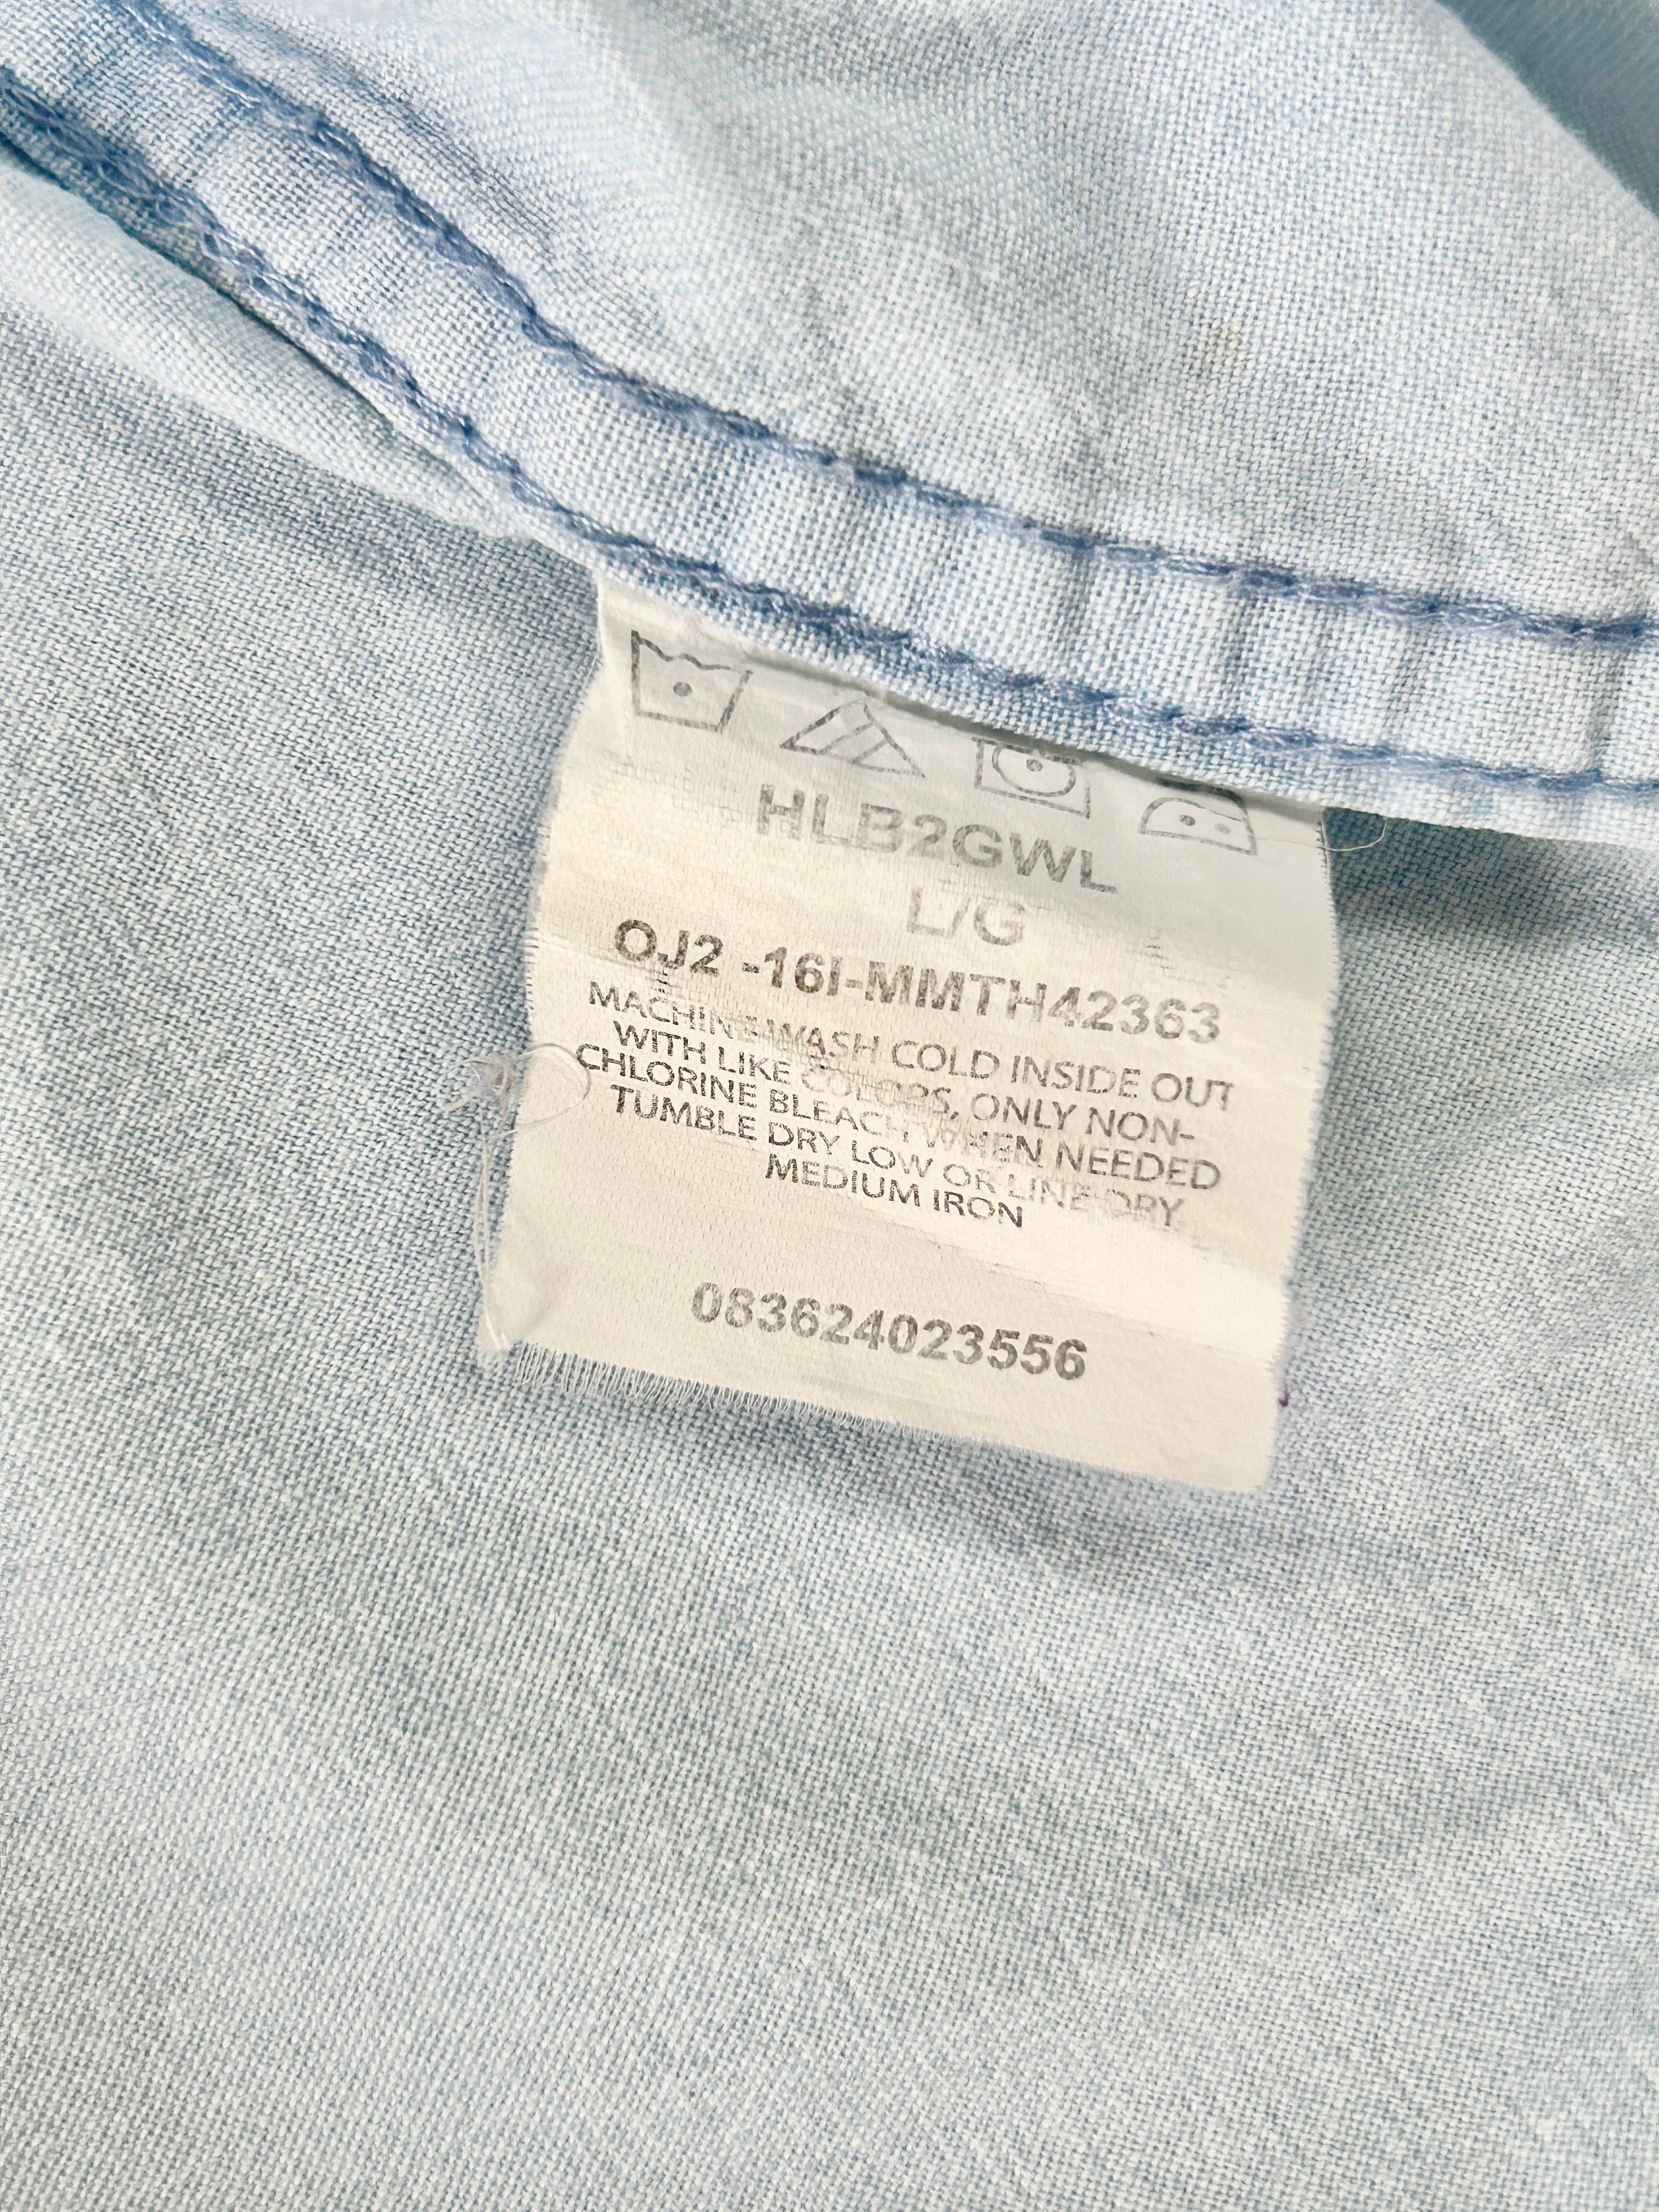 HLB2GWL
L/G
OJ2 -16I-MMTH42363
MACHINE WASH COLD INSIDE OUT
WITH LIKE COLORS, ONLY NON-
CHLORINE BLEACH WHEN NEEDED
TUMBLE DRY LOW OR LINE DRY
MEDIUM IRON
083624023556